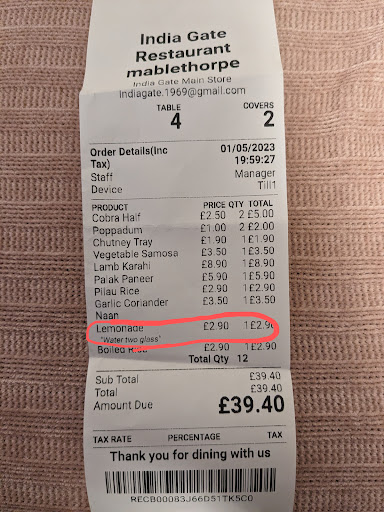 India Gate
Restaurant
mablethorpe
India Gate Main Store
indiagate.1969@gmail.com
TABLE COVERS
4 2
Order Details(Inc Tax) 01/05/2023 19:59:27
Staff Manager
Device Till1
PRODUCT PRICE QTY TOTAL
Cobra Half £2.50 2 £5.00
Poppadum £1.00 2 £2.00
Chutney Tray £1.90 1 £1.90
Vegetable Samosa £3.50 1 £3.50
Lamb Karahi £8.90 1 £8.90
Palak Paneer £5.90 1 £5.90
Pilau Rice £2.90 1 £2.90
Garlic Coriander £3.50 1 £3.50
Naan
Lemonade £2.90 1 £2.90
"Water two glass"
Boiled Rice £2.90 1 £2.90
Total Qty 12
Sub Total £39.40
Total £39.40
Amount Due £39.40
TAX RATE PERCENTAGE TAX
Thank you for dining with us
RECB00083J66D51TK5C0